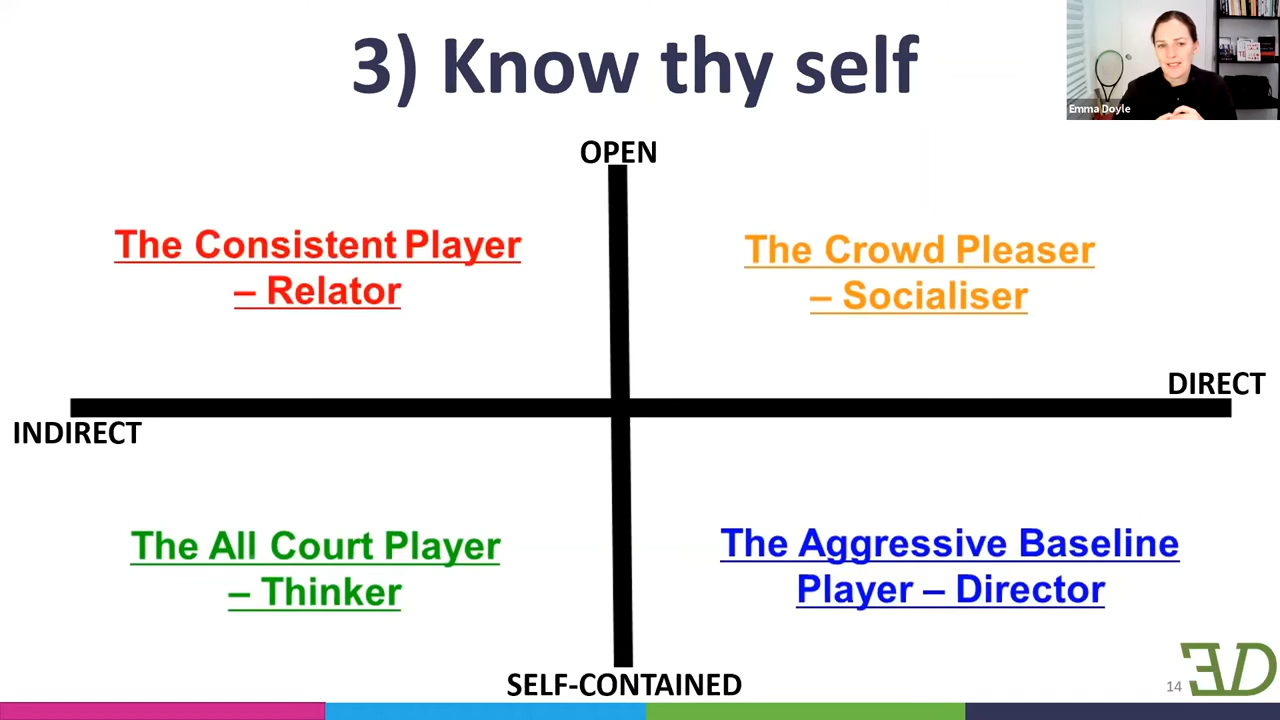 3) Know thy self
Emma Doyle
OPEN
The Consistent Player
– Relator
The Crowd Pleaser
– Socialiser
DIRECT
INDIRECT
The All Court Player
– Thinker
The Aggressive Baseline
Player – Director
SELF-CONTAINED
14
ED